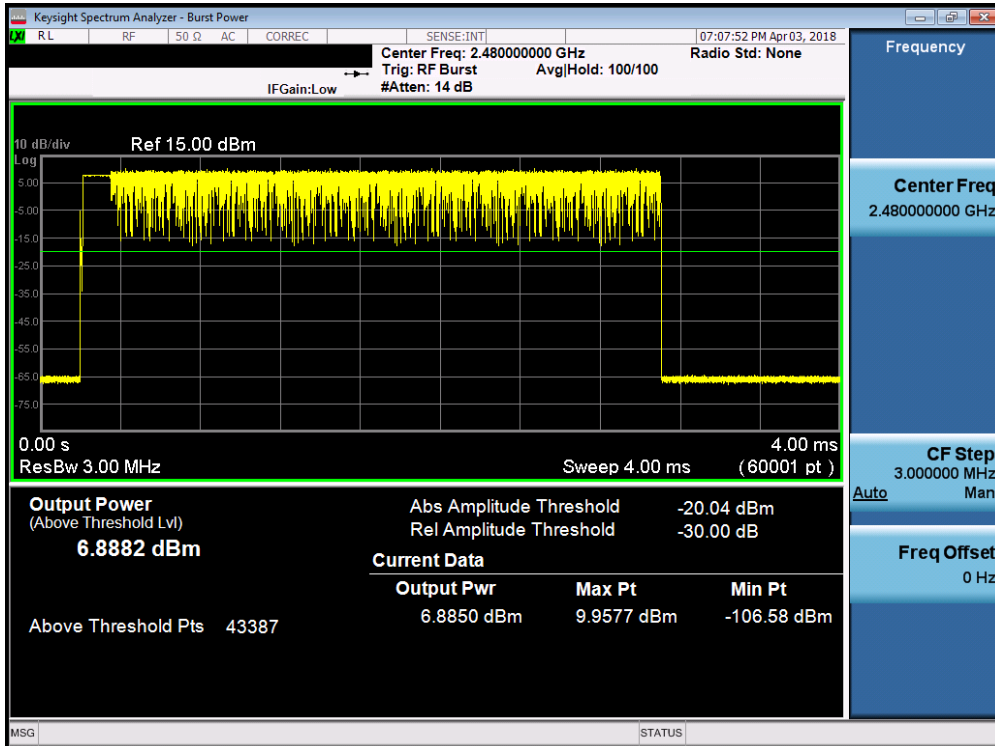 Keysight Spectrum Analyzer - Burst Power
LXI RL RF 50 Ω AC CORREC SENSE:INT 07:07:52 PM Apr 03, 2018
Center Freq: 2.480000000 GHz Radio Std: None
Trig: RF Burst Avg|Hold: 100/100
IFGain:Low #Atten: 14 dB
Frequency
10 dB/div Ref 15.00 dBm
Log
5.00
-5.00
-15.0
-25.0
-35.0
-45.0
-55.0
-65.0
-75.0
0.00 s 4.00 ms
ResBw 3.00 MHz Sweep 4.00 ms (60001 pt)
Center Freq
2.480000000 GHz
CF Step
3.000000 MHz
Auto Man
Freq Offset
0 Hz
Output Power
(Above Threshold Lvl)
6.8882 dBm
Above Threshold Pts 43387
Abs Amplitude Threshold -20.04 dBm
Rel Amplitude Threshold -30.00 dB
Current Data
Output Pwr Max Pt Min Pt
6.8850 dBm 9.9577 dBm -106.58 dBm
MSG STATUS